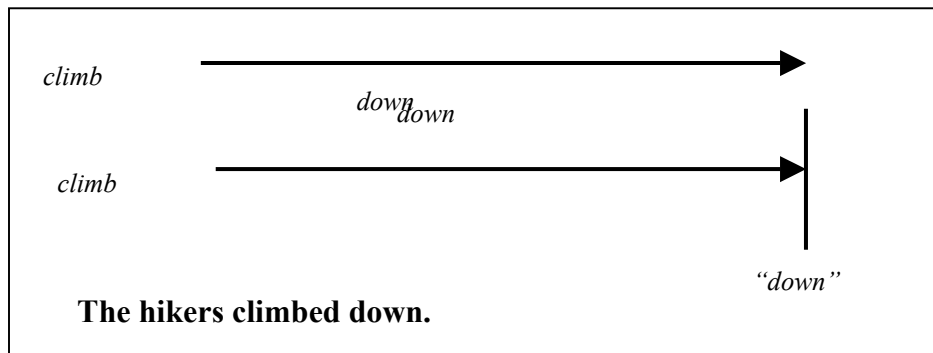 climb
down
down
climb
“down”
The hikers climbed down.